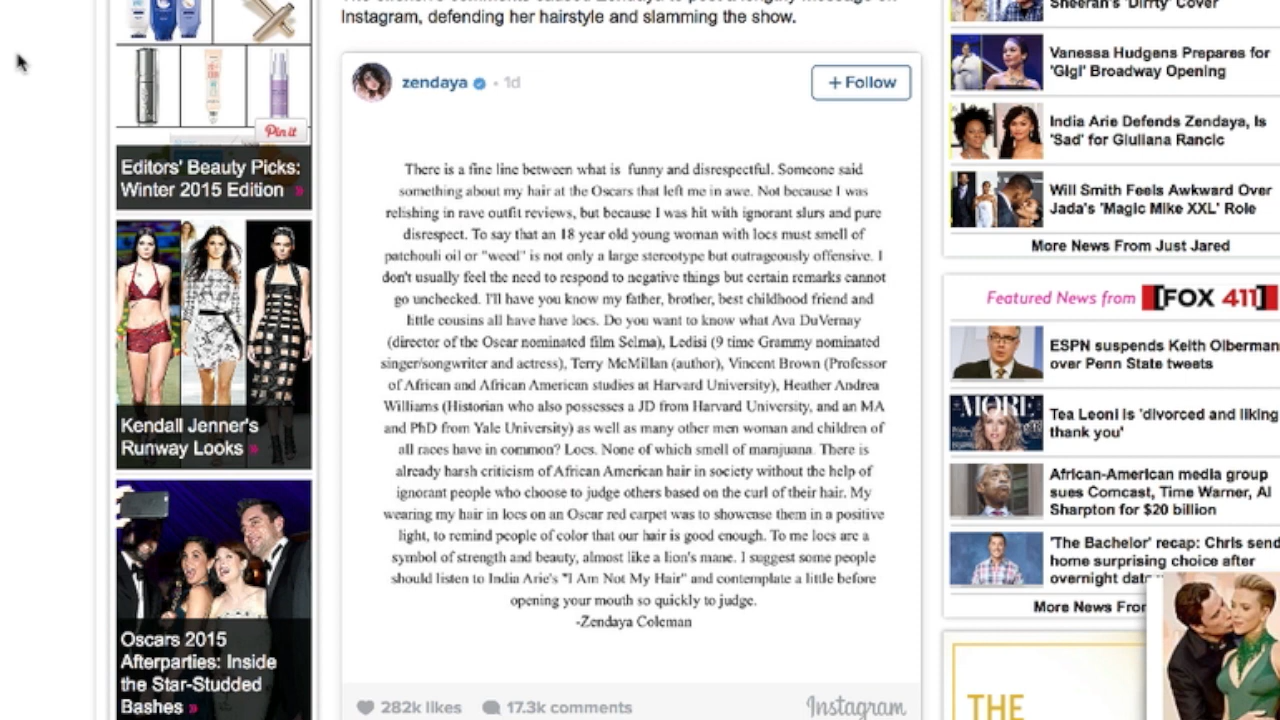 Instagram, defending her hairstyle and slamming the show.
zendaya • 1d
+ Follow
There is a fine line between what is funny and disrespectful. Someone said
something about my hair at the Oscars that left me in awe. Not because I was
relishing in rave outfit reviews, but because I was hit with ignorant slurs and pure
disrespect. To say that an 18 year old young woman with locs must smell of
patchouli oil or "weed" is not only a large stereotype but outrageously offensive. I
don't usually feel the need to respond to negative things but certain remarks cannot
go unchecked. I'll have you know my father, brother, best childhood friend and
little cousins all have have locs. Do you want to know what Ava DuVernay
(director of the Oscar nominated film Selma), Ledisi (9 time Grammy nominated
singer/songwriter and actress), Terry McMillan (author), Vincent Brown (Professor
of African and African American studies at Harvard University), Heather Andrea
Williams (Historian who also possesses a JD from Harvard University, and an MA
and PhD from Yale University) as well as many other men woman and children of
all races have in common? Locs. None of which smell of marajuana. There is
already harsh criticism of African American hair in society without the help of
ignorant people who choose to judge others based on the curl of their hair. My
wearing my hair in locs on an Oscar red carpet was to showcase them in a positive
light, to remind people of color that our hair is good enough. To me locs are a
symbol of strength and beauty, almost like a lion's mane. I suggest some people
should listen to India Arie's "I Am Not My Hair" and contemplate a little before
opening your mouth so quickly to judge.
-Zendaya Coleman
282k likes
17.3k comments
Instagram
Pin it
Editors' Beauty Picks:
Winter 2015 Edition »
Kendall Jenner's
Runway Looks »
Oscars 2015
Afterparties: Inside
the Star-Studded
Bashes »
Sheeran's 'Dirrty' Cover
Vanessa Hudgens Prepares for
'Gigi' Broadway Opening
India Arie Defends Zendaya, Is
'Sad' for Giuliana Rancic
Will Smith Feels Awkward Over
Jada's 'Magic Mike XXL' Role
More News From Just Jared
Featured News from
[FOX 411]
ESPN suspends Keith Olberman
over Penn State tweets
MORE
Tea Leoni is 'divorced and liking
thank you'
African-American media group
sues Comcast, Time Warner, Al
Sharpton for $20 billion
'The Bachelor' recap: Chris send
home surprising choice after
overnight
More News
THE